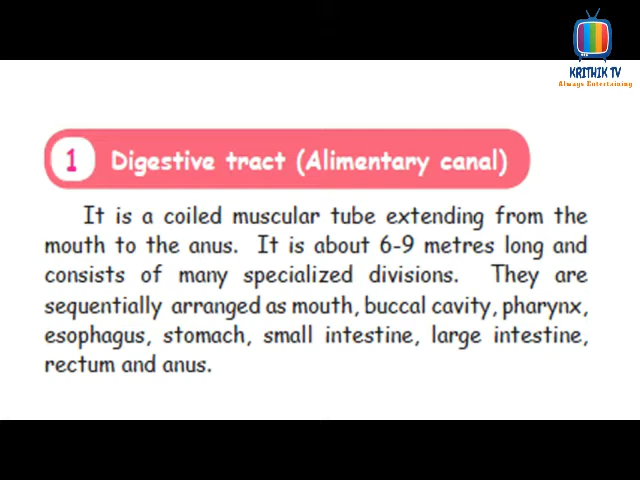 KRITHIK TV
Always Entertaining
1 Digestive tract (Alimentary canal)
It is a coiled muscular tube extending from the
mouth to the anus. It is about 6-9 metres long and
consists of many specialized divisions. They are
sequentially arranged as mouth, buccal cavity, pharynx,
esophagus, stomach, small intestine, large intestine,
rectum and anus.